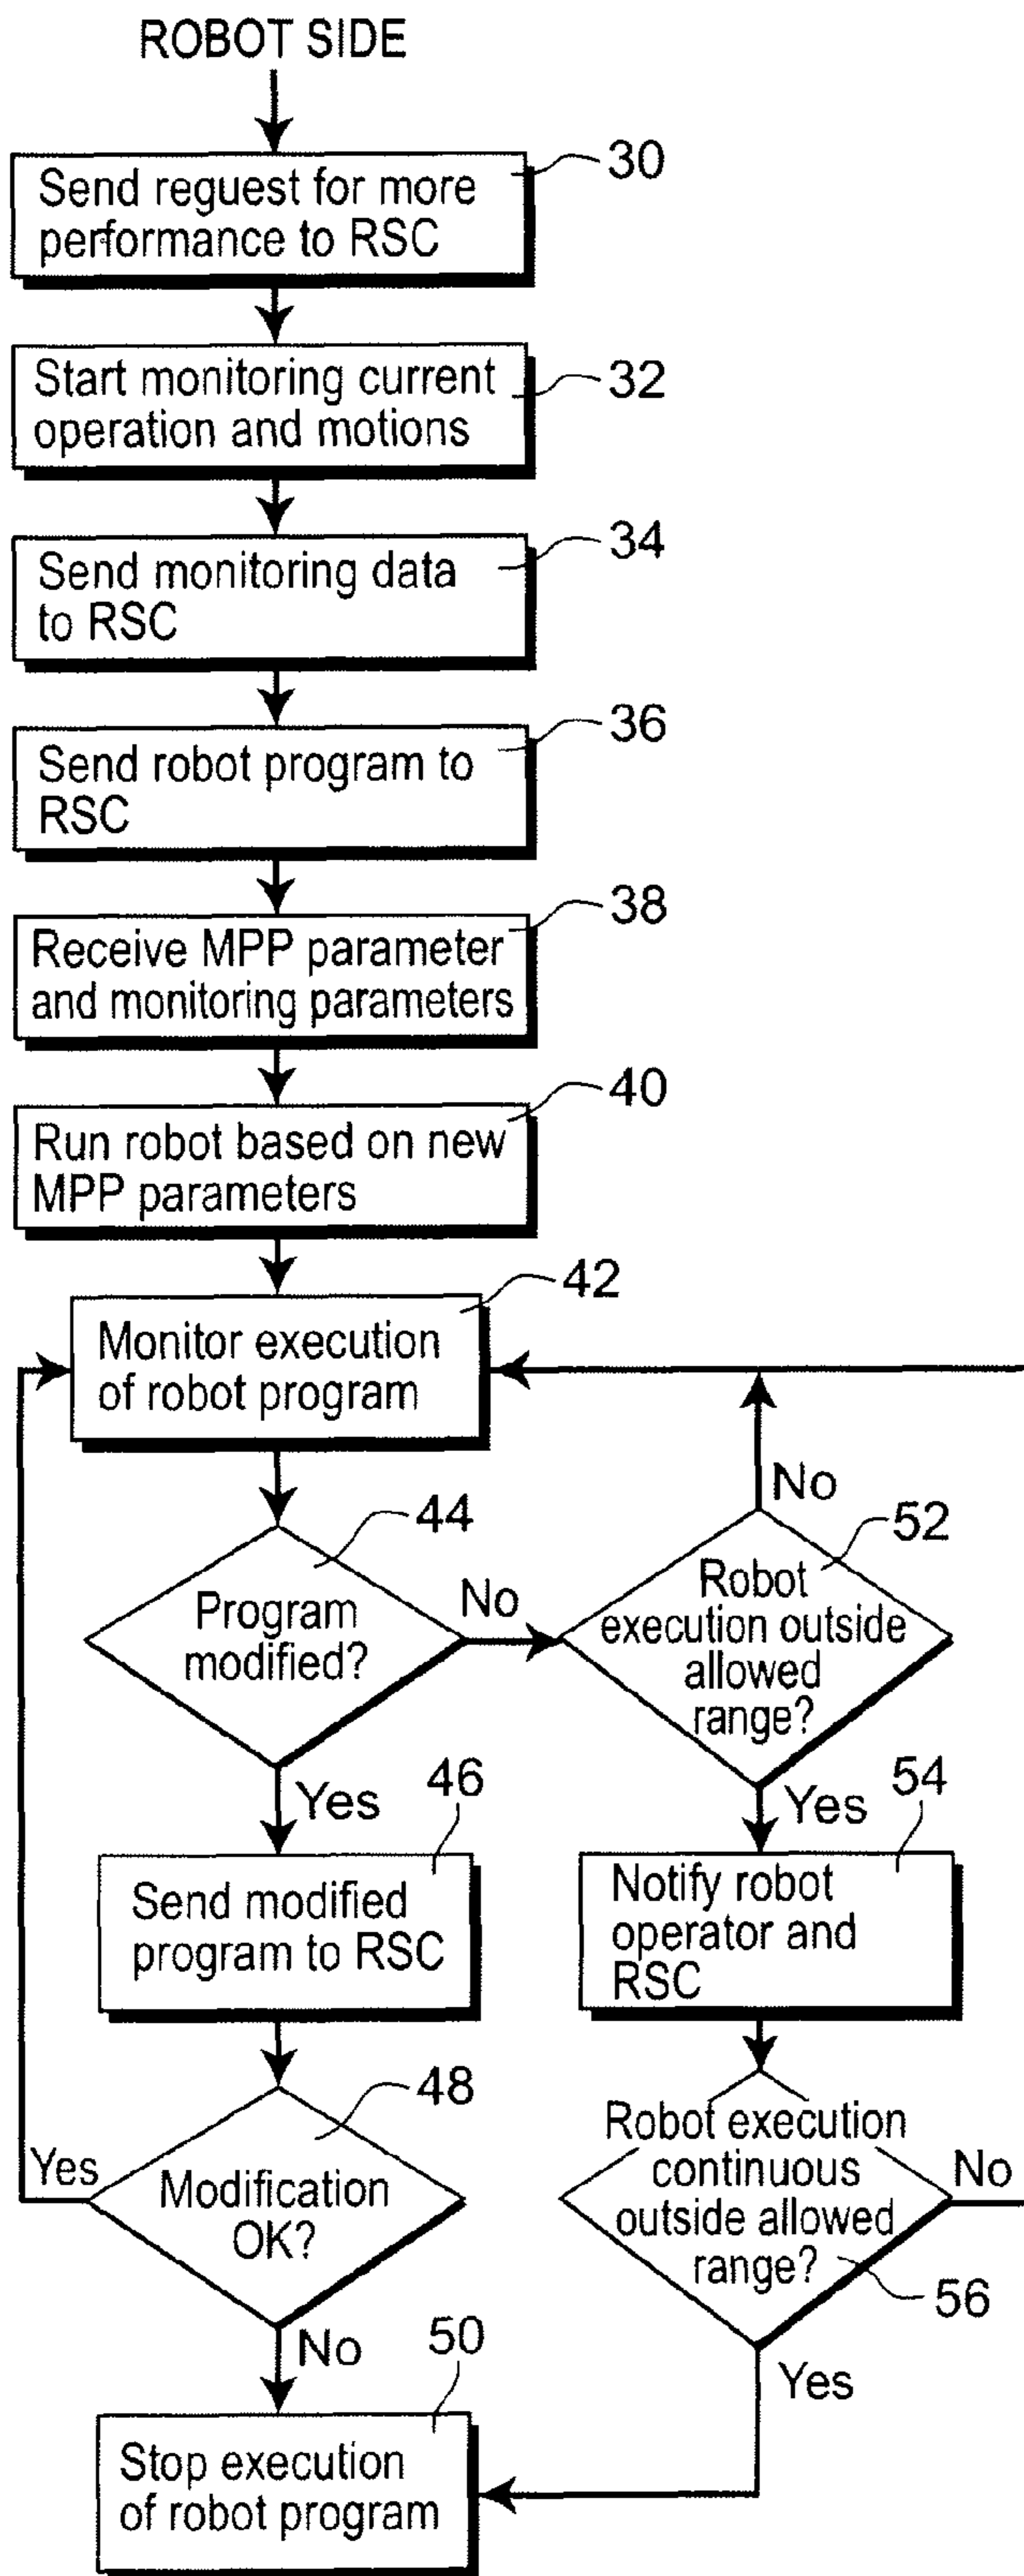 ROBOT SIDE
30
Send reguest for more
performance to RSC
32
Start monitoring current
operation and motions
34
Send monitoring data
to RSC
36
Send robot program to
RSC
38
Receive MPP parameter
and monitoring parameters
40
Run robot based on new
MPP parameters
42
Monitor execution
of robot program
44
Program
modified?
No
Yes
52
Robot
execution outside
allowed
range?
No
Yes
46
Send modified
program to RSC
54
Notify robot
operator and
RSC
48
Modification
OK?
Yes
No
Robot execution
continuous
outside allowed
range?
56
No
Yes
50
Stop execution
of robot program